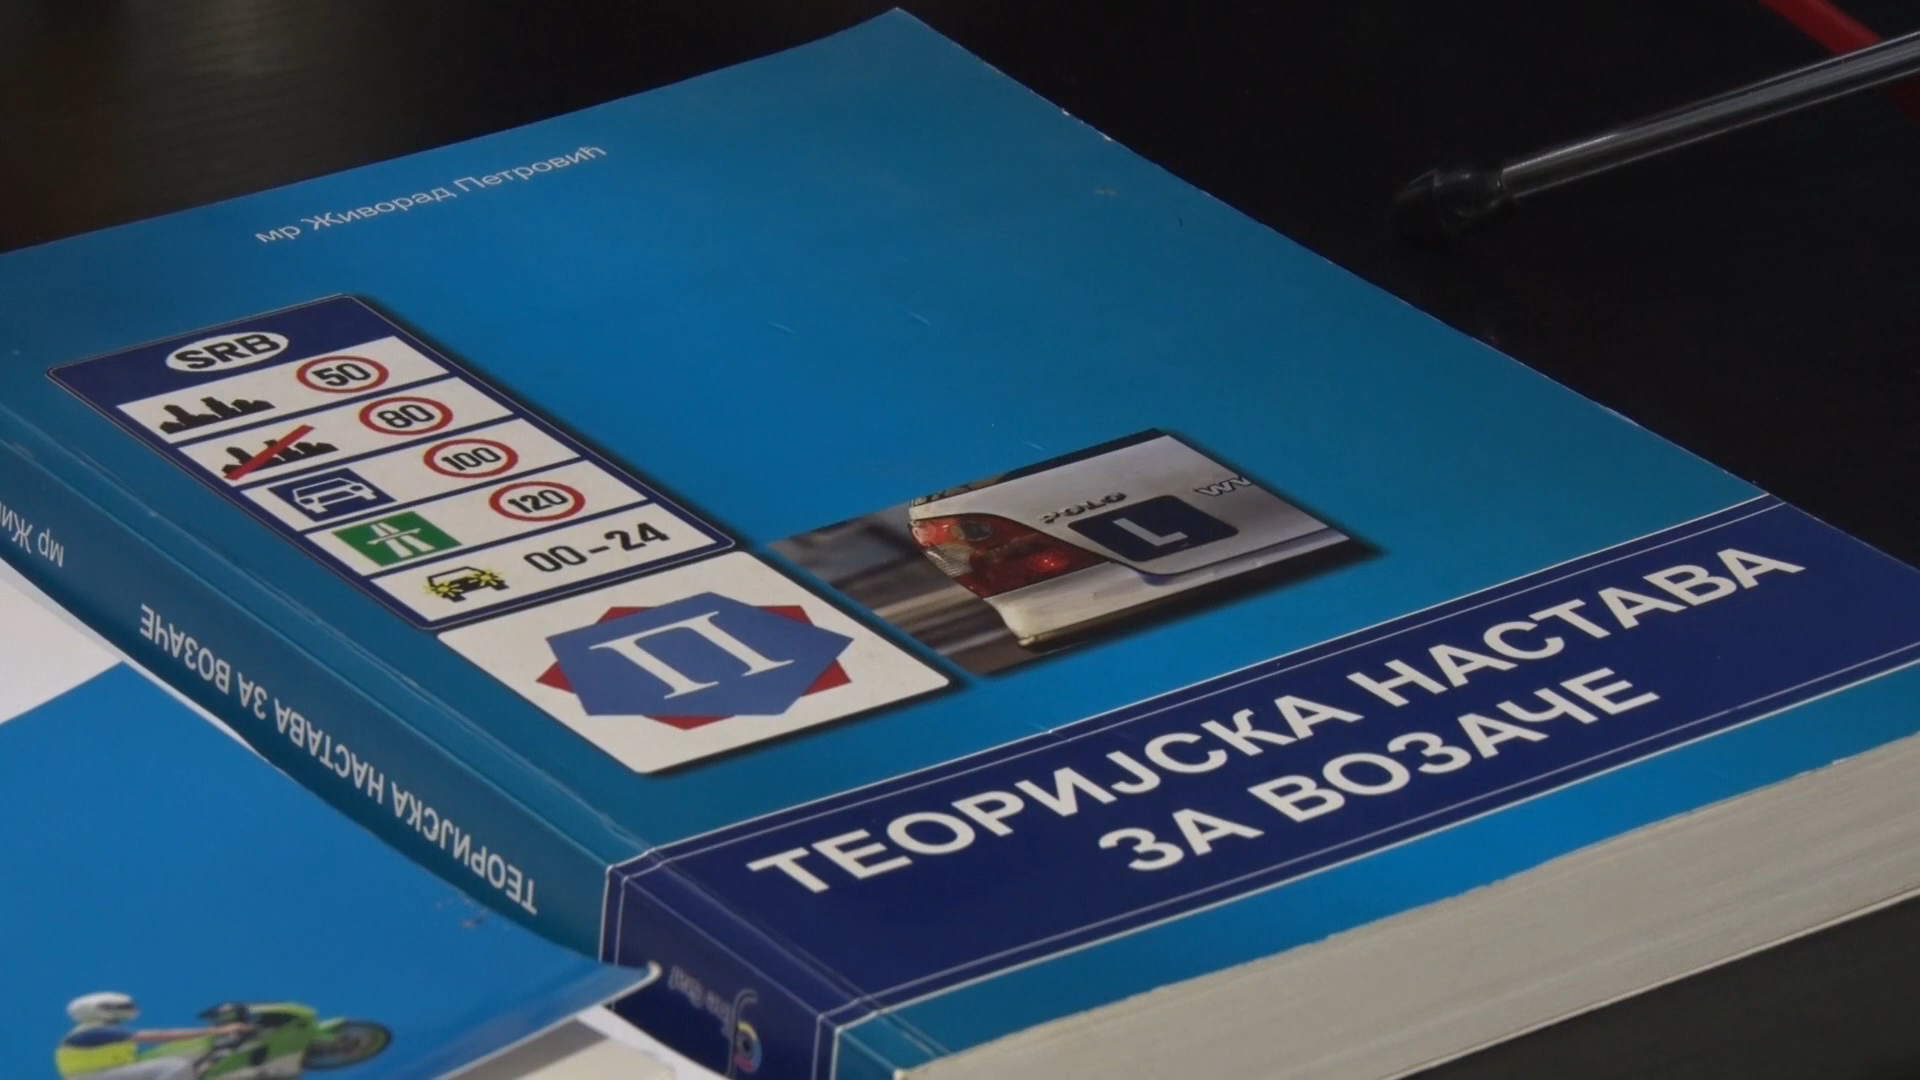 мр Живорад Петровић
SRB
50
80
100
120
00-24
П
POLO
L
ТЕОРИЈСКА НАСТАВА
ЗА ВОЗАЧЕ
ТЕОРИЈСКА НАСТАВА ЗА ВОЗАЧЕ
мр